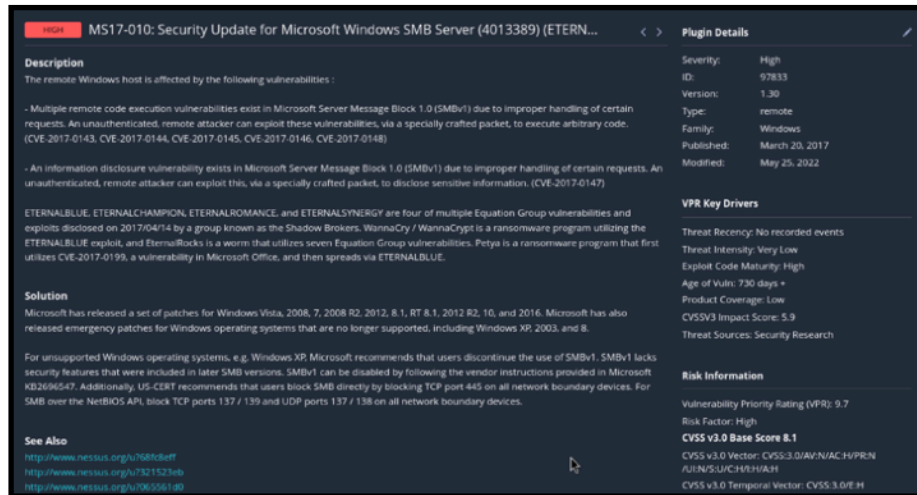 HIGH MS17-010: Security Update for Microsoft Windows SMB Server (4013389) (ETERN...
Description
The remote Windows host is affected by the following vulnerabilities :
- Multiple remote code execution vulnerabilities exist in Microsoft Server Message Block 1.0 (SMBv1) due to improper handling of certain
requests. An unauthenticated, remote attacker can exploit these vulnerabilities, via a specially crafted packet, to execute arbitrary code.
(CVE-2017-0143, CVE-2017-0144, CVE-2017-0145, CVE-2017-0146, CVE-2017-0148)
- An information disclosure vulnerability exists in Microsoft Server Message Block 1.0 (SMBv1) due to improper handling of certain requests. An
unauthenticated, remote attacker can exploit this, via a specially crafted packet, to disclose sensitive information. (CVE-2017-0147)
ETERNALBLUE, ETERNALCHAMPION, ETERNALROMANCE, and ETERNALSYNERGY are four of multiple Equation Group vulnerabilities and
exploits disclosed on 2017/04/14 by a group known as the Shadow Brokers. WannaCry / WannaCrypt is a ransomware program utilizing the
ETERNALBLUE exploit, and EternalRocks is a worm that utilizes seven Equation Group vulnerabilities. Petya is a ransomware program that first
utilizes CVE-2017-0199, a vulnerability in Microsoft Office, and then spreads via ETERNALBLUE.
Solution
Microsoft has released a set of patches for Windows Vista, 2008, 7, 2008 R2, 2012, 8.1, RT 8.1, 2012 R2, 10, and 2016. Microsoft has also
released emergency patches for Windows operating systems that are no longer supported, including Windows XP, 2003, and 8.
For unsupported Windows operating systems, e.g. Windows XP, Microsoft recommends that users discontinue the use of SMBv1. SMBv1 lacks
security features that were included in later SMB versions. SMBv1 can be disabled by following the vendor instructions provided in Microsoft
KB2696547. Additionally, US-CERT recommends that users block SMB directly by blocking TCP port 445 on all network boundary devices. For
SMB over the NetBIOS API, block TCP ports 137 / 139 and UDP ports 137 / 138 on all network boundary devices.
See Also
http://www.nessus.org/u?68fc8eff
http://www.nessus.org/u?321523eb
http://www.nessus.org/u?065561d0
Plugin Details
Severity: High
ID: 97833
Version: 1.30
Type: remote
Family: Windows
Published: March 20, 2017
Modified: May 25, 2022
VPR Key Drivers
Threat Recency: No recorded events
Threat Intensity: Very Low
Exploit Code Maturity: High
Age of Vuln: 730 days +
Product Coverage: Low
CVSSV3 Impact Score: 5.9
Threat Sources: Security Research
Risk Information
Vulnerability Priority Rating (VPR): 9.7
Risk Factor: High
CVSS v3.0 Base Score 8.1
CVSS v3.0 Vector: CVSS:3.0/AV:N/AC:H/PR:N
/UI:N/S:U/C:H/I:H/A:H
CVSS v3.0 Temporal Vector: CVSS:3.0/E:H